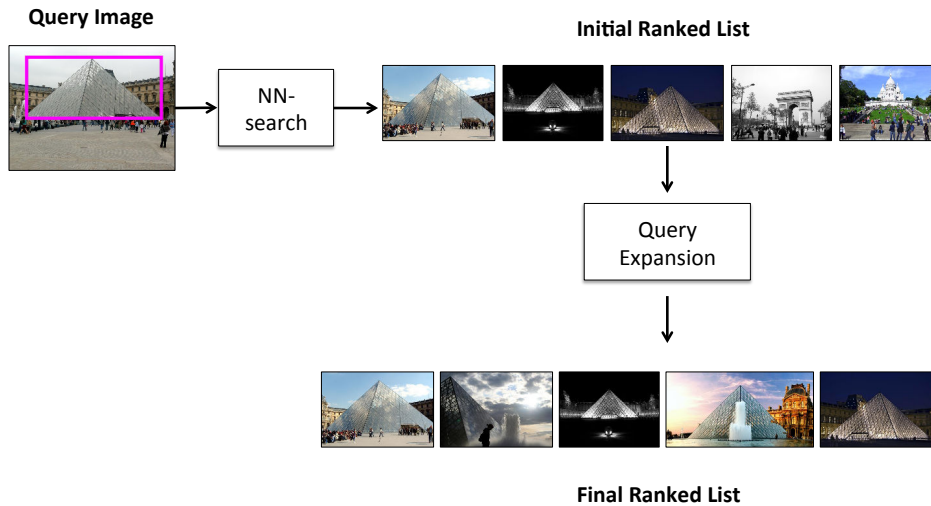 Query Image
Initial Ranked List
NN-
search
Query
Expansion
Final Ranked List